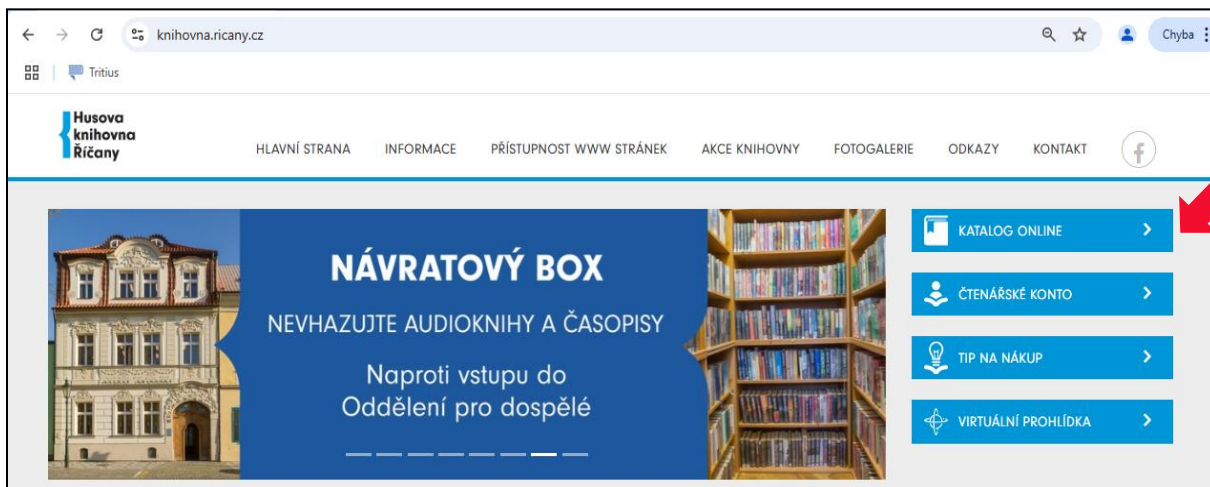 knihovna.ricany.cz
Chyba
Tritius
Husova
knihovna
Říčany
HLAVNÍ STRANA INFORMACE PŘÍSTUPNOST WWW STRÁNEK AKCE KNIHOVNY FOTOGALERIE ODKAZY KONTAKT
NÁVRATOVÝ BOX
NEVHAZUJTE AUDIOKNIHY A ČASOPISY
Naproti vstupu do
Oddělení pro dospělé
KATALOG ONLINE
ČTENÁŘSKÉ KONTO
TIP NA NÁKUP
VIRTUÁLNÍ PROHLÍDKA